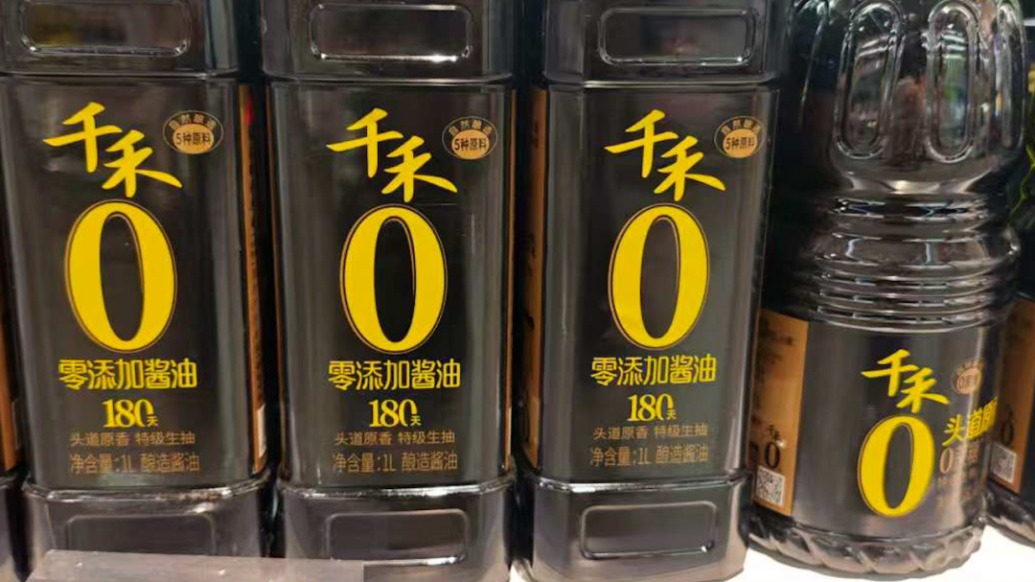 千禾
自然酿造
5种原料
0
零添加酱油
180天
头道原香 特级生抽
净含量:1L 酿造酱油
千禾
自然酿造
5种原料
0
零添加酱油
180天
头道原香 特级生抽
净含量:1L 酿造酱油
千禾
自然酿造
5种原料
0
零添加酱油
180天
头道原香 特级生抽
净含量:1L 酿造酱油
千禾
0
头道原